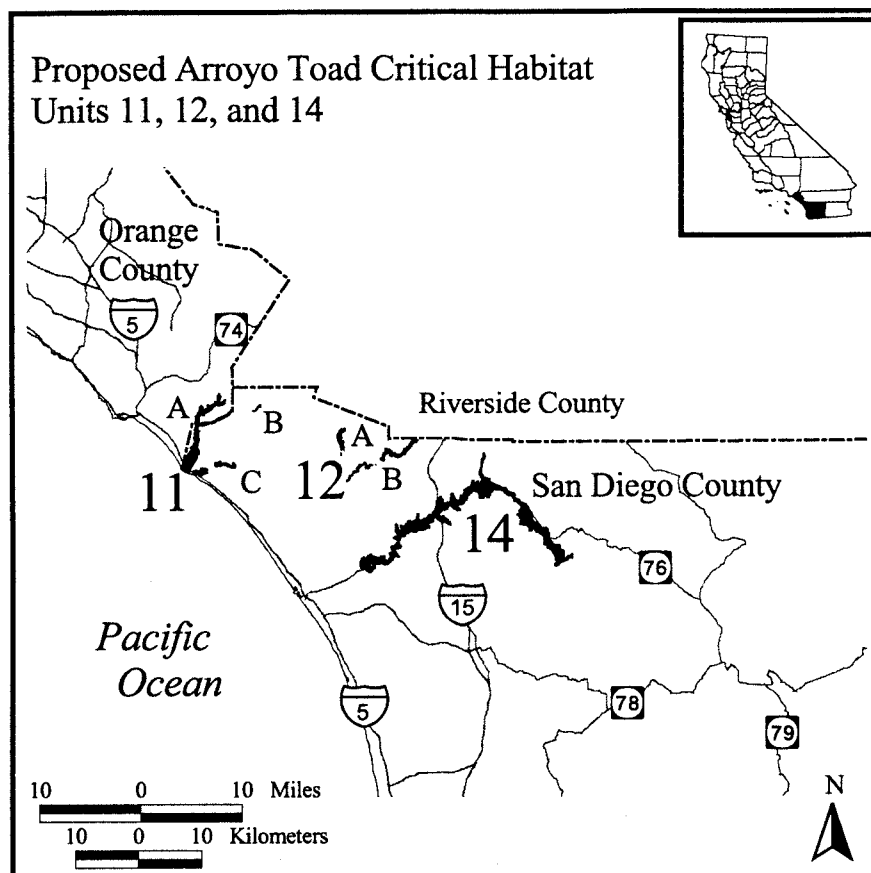 Proposed Arroyo Toad Critical Habitat
Units 11, 12, and 14
Orange
County
5
74
A
B
Riverside County
A
11
C
12
B
San Diego County
14
76
15
Pacific
Ocean
5
78
79
N
10 0 10 Miles
10 0 10 Kilometers